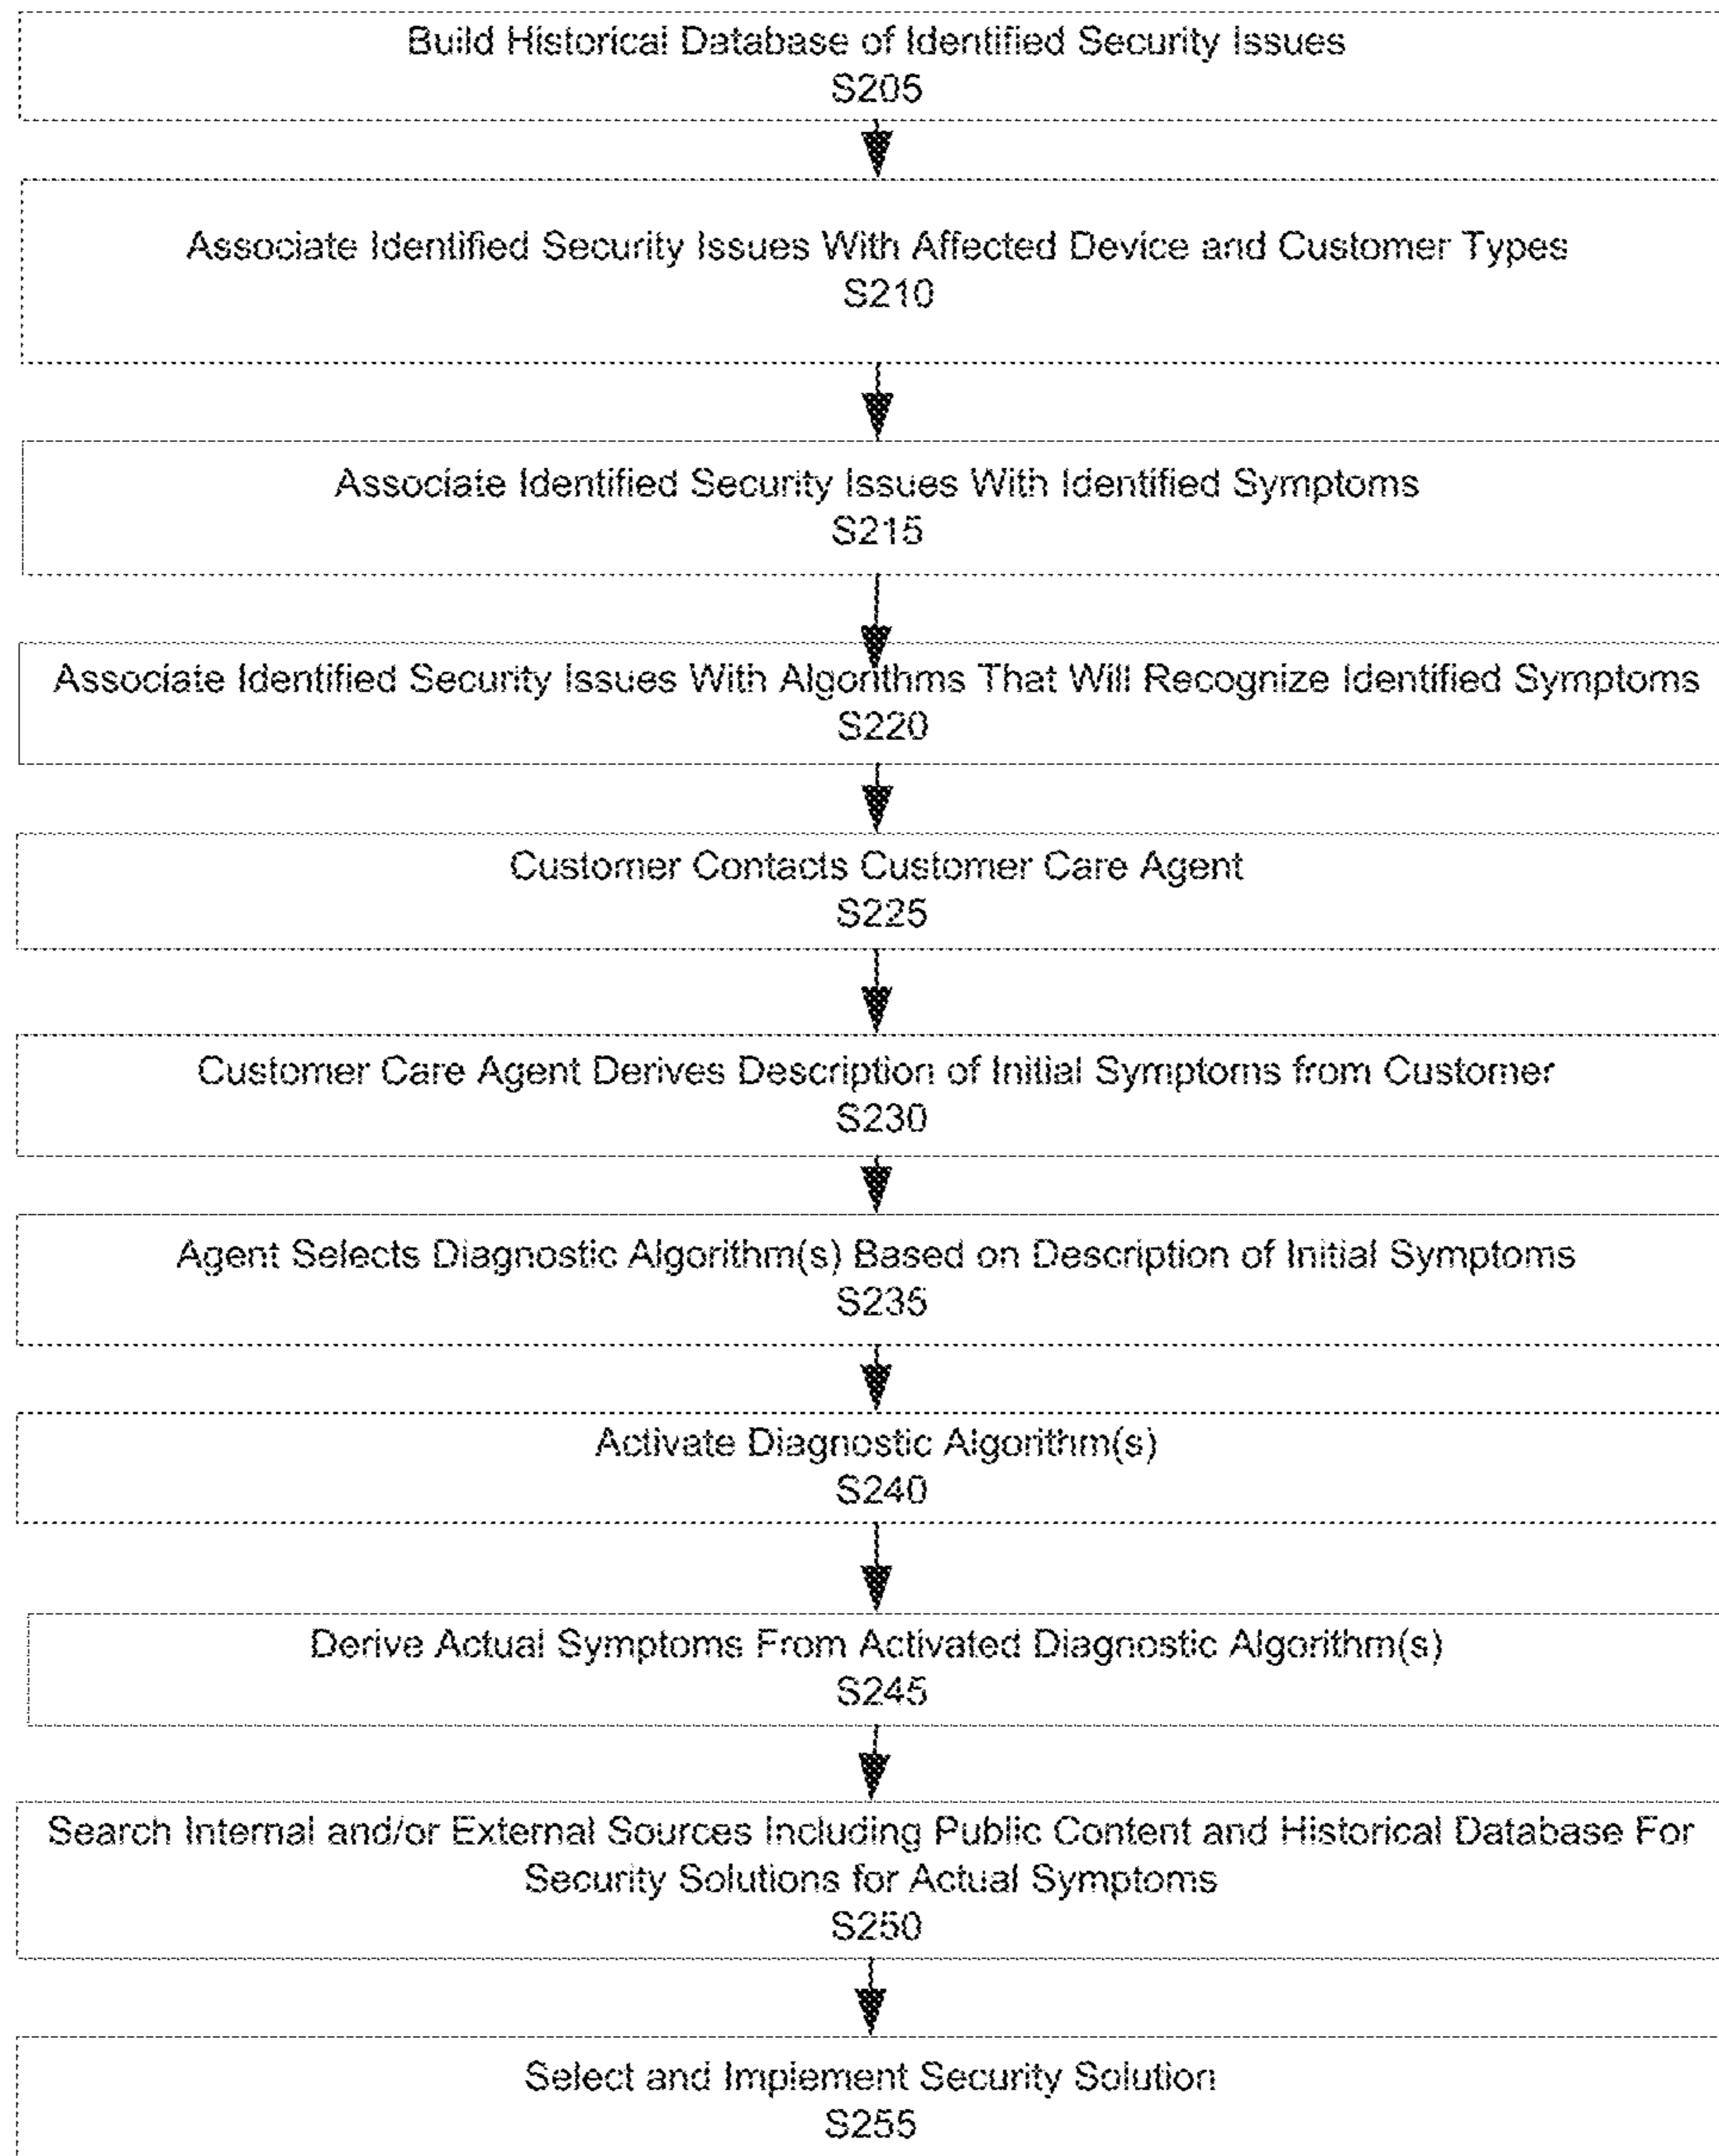 Build Historical Database of Identified Security Issues
S205
Associate Identified Security Issues With Affected Device and Customer Types
S210
Associate Identified Security Issues With Identified Symptoms
S215
Associate Identified Security Issues With Algorithms That Will Recognize Identified Symptoms
S220
Customer Contacts Customer Care Agent
S225
Customer Care Agent Derives Description of Initial Symptoms from Customer
S230
Agent Selects Diagnostic Algorithm(s) Based on Description of Initial Symptoms
S235
Activate Diagnostic Algorithm(s)
S240
Derive Actual Symptoms From Activated Diagnostic Algorithm(s)
S245
Search Internal and/or External Sources Including Public Content and Historical Database For
Security Solutions for Actual Symptoms
S250
Select and Implement Security Solution
S255